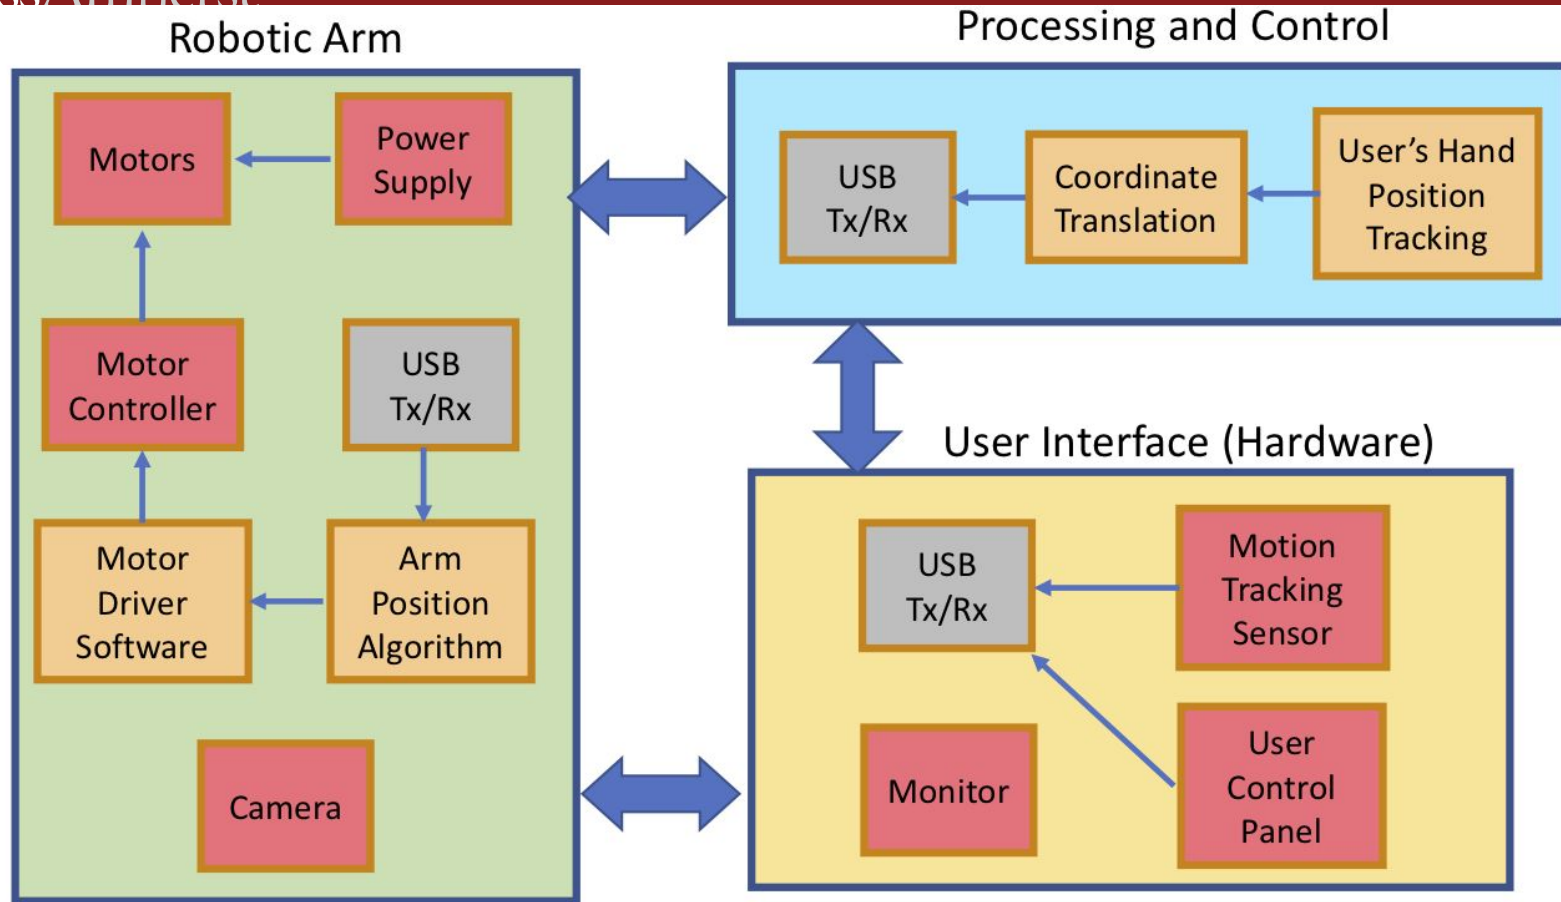 Robotic Arm
Motors
Power
Supply
Motor
Controller
USB
Tx/Rx
Motor
Driver
Software
Arm
Position
Algorithm
Camera
Processing and Control
USB
Tx/Rx
Coordinate
Translation
User’s Hand
Position
Tracking
User Interface (Hardware)
USB
Tx/Rx
Motion
Tracking
Sensor
Monitor
User
Control
Panel